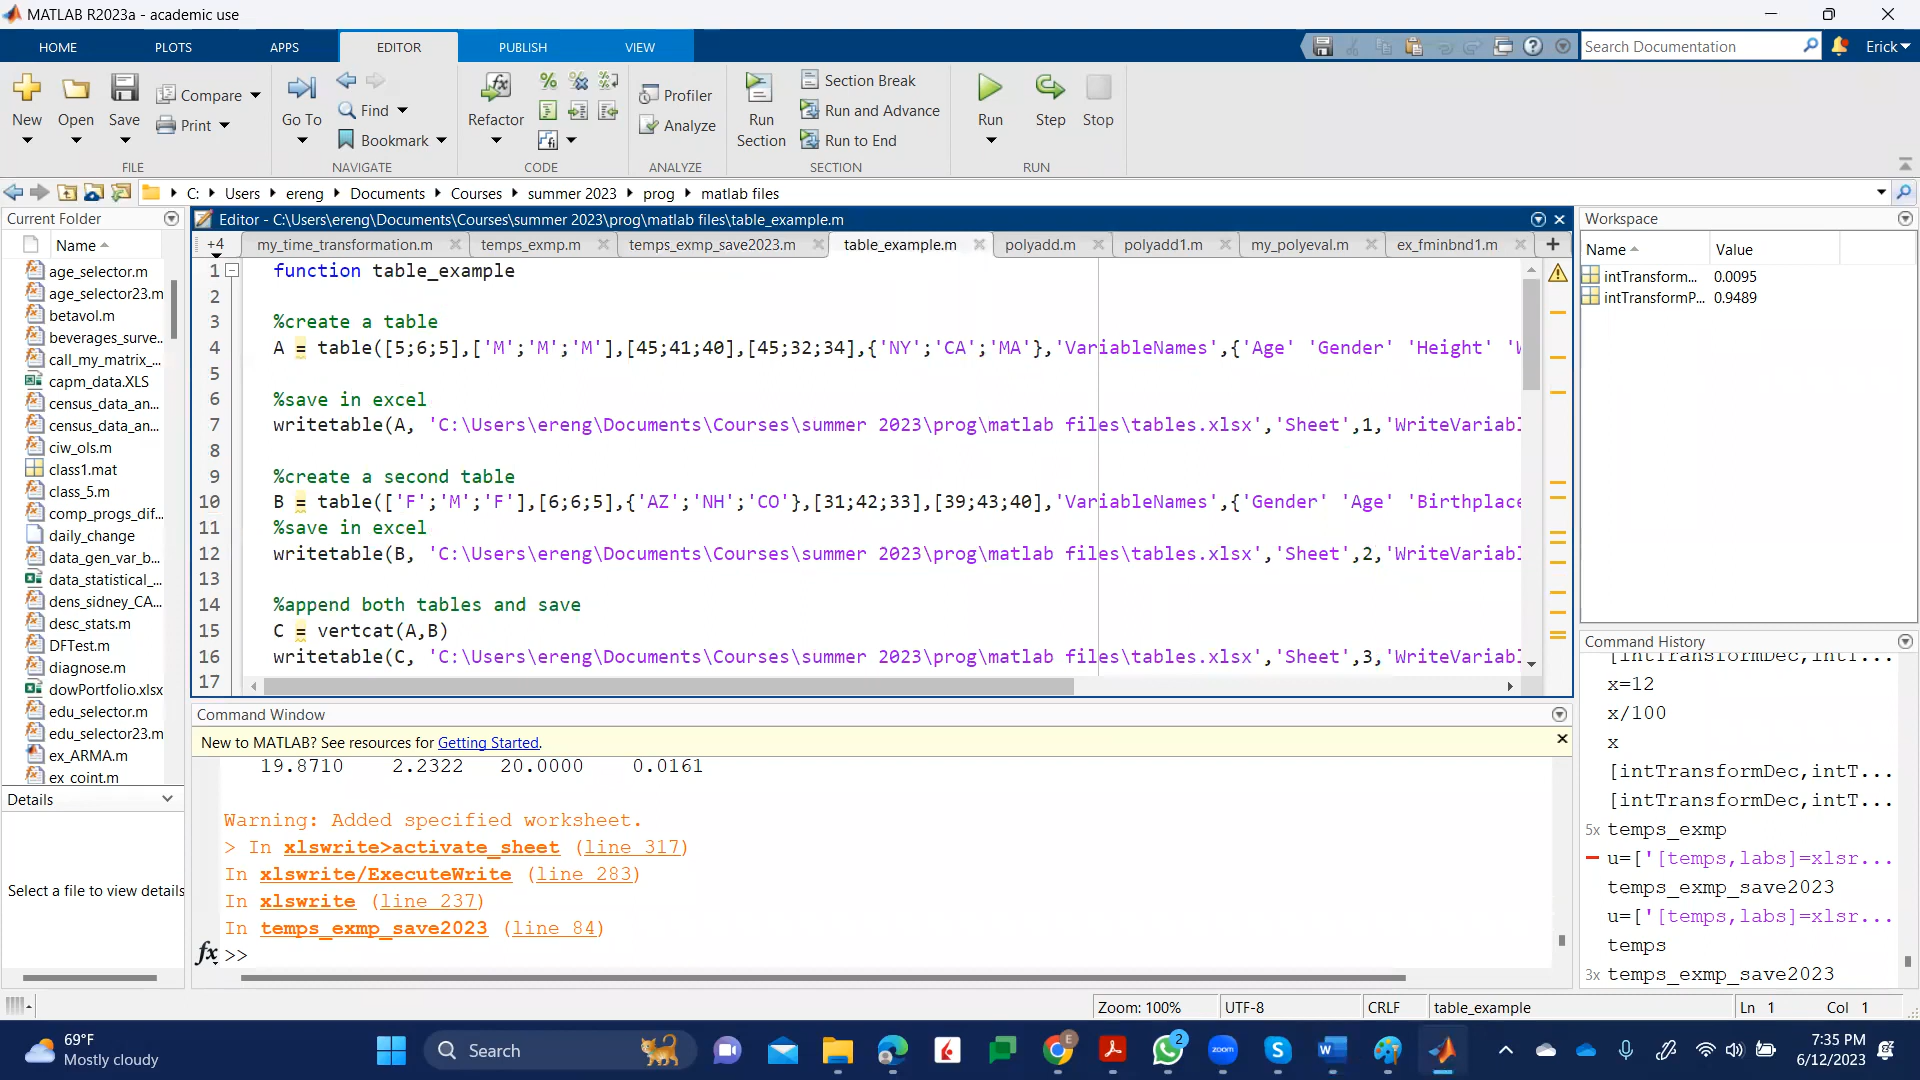 MATLAB R2023a - academic use
HOME PLOTS APPS EDITOR PUBLISH VIEW
Search Documentation
Erick
New
Open
Save
Compare
Print
FILE
Go To
Find
Bookmark
NAVIGATE
Refactor
CODE
Profiler
Analyze
ANALYZE
Run Section
Section Break
Run and Advance
Run to End
SECTION
Run
Step
Stop
RUN
C: Users ereng Documents Courses summer 2023 prog matlab files
Current Folder
Name
age_selector.m
age_selector23.m
betavol.m
beverages_surve...
call_my_matrix_...
capm_data.XLS
census_data_an...
census_data_an...
ciw_ols.m
class1.mat
class_5.m
comp_progs_dif...
daily_change
data_gen_var_b...
data_statistical_...
dens_sidney_CA...
desc_stats.m
DFTest.m
diagnose.m
dowPortfolio.xlsx
edu_selector.m
edu_selector23.m
ex_ARMA.m
ex_coint.m
Details
Select a file to view details
Editor - C:\Users\ereng\Documents\Courses\summer 2023\prog\matlab files\table_example.m
+4 my_time_transformation.m temps_exmp.m temps_exmp_save2023.m table_example.m polyadd.m polyadd1.m my_polyeval.m ex_fminbnd1.m
1 function table_example
2
3 %create a table
4 A = table([5;6;5],['M';'M';'M'],[45;41;40],[45;32;34],{'NY';'CA';'MA'},'VariableNames',{'Age' 'Gender' 'Height' '
5
6 %save in excel
7 writetable(A, 'C:\Users\ereng\Documents\Courses\summer 2023\prog\matlab files\tables.xlsx','Sheet',1,'WriteVariabl
8
9 %create a second table
10 B = table(['F';'M';'F'],[6;6;5],{'AZ';'NH';'CO'},[31;42;33],[39;43;40],'VariableNames',{'Gender' 'Age' 'Birthplace
11 %save in excel
12 writetable(B, 'C:\Users\ereng\Documents\Courses\summer 2023\prog\matlab files\tables.xlsx','Sheet',2,'WriteVariabl
13
14 %append both tables and save
15 C = vertcat(A,B)
16 writetable(C, 'C:\Users\ereng\Documents\Courses\summer 2023\prog\matlab files\tables.xlsx','Sheet',3,'WriteVariabl
17
Command Window
New to MATLAB? See resources for Getting Started.
19.8710 2.2322 20.0000 0.0161
Warning: Added specified worksheet.
> In xlswrite>activate_sheet (line 317)
In xlswrite/ExecuteWrite (line 283)
In xlswrite (line 237)
In temps_exmp_save2023 (line 84)
fx >>
Workspace
Name Value
intTransform... 0.0095
intTransformP... 0.9489
Command History
[intTransformDec,intT...
x=12
x/100
x
[intTransformDec,intT...
[intTransformDec,intT...
5x temps_exmp
u=['[temps,labs]=xlsr...
temps_exmp_save2023
u=['[temps,labs]=xlsr...
temps
3x temps_exmp_save2023
Zoom: 100% UTF-8 CRLF table_example Ln 1 Col 1
69°F
Mostly cloudy
Search
E
2
zoom
7:35 PM
6/12/2023